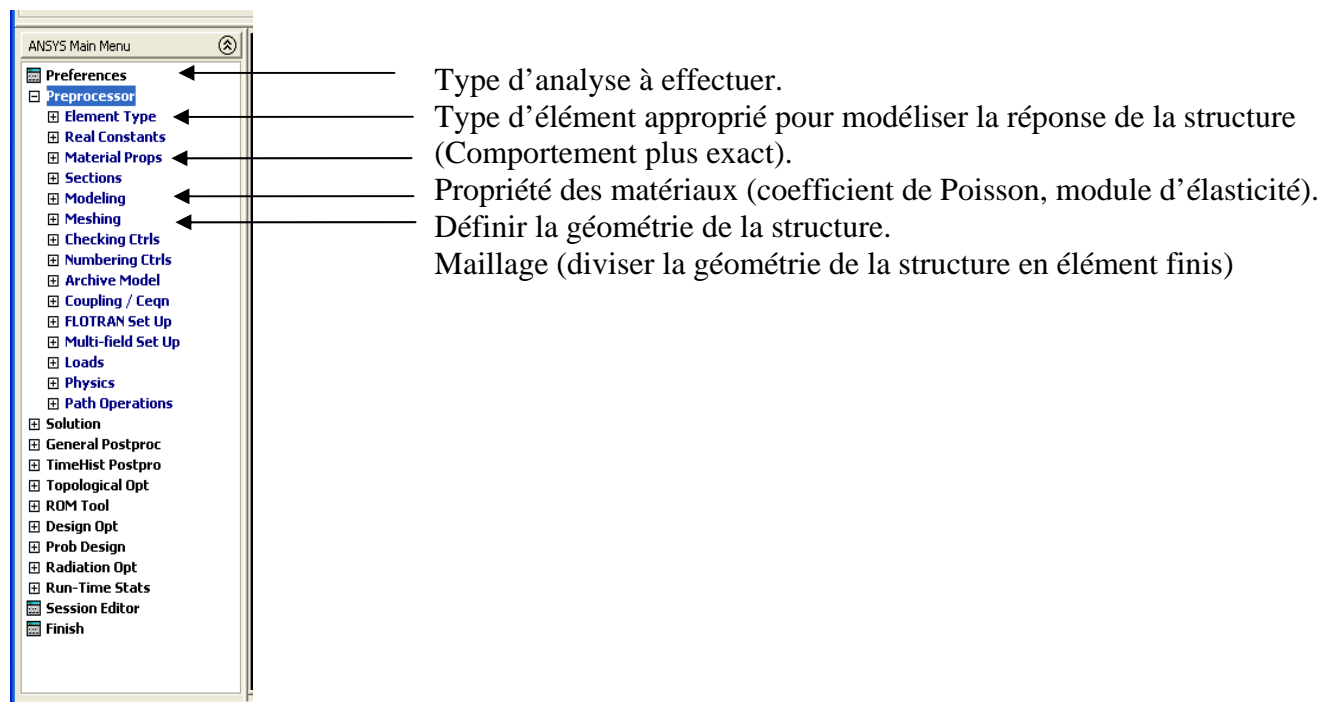 ANSYS Main Menu
Preferences
Preprocessor
Element Type
Real Constants
Material Props
Sections
Modeling
Meshing
Checking Ctrls
Numbering Ctrls
Archive Model
Coupling / Ceqn
FLOTRAN Set Up
Multi-field Set Up
Loads
Physics
Path Operations
Solution
General Postproc
TimeHist Postpro
Topological Opt
ROM Tool
Design Opt
Prob Design
Radiation Opt
Run-Time Stats
Session Editor
Finish
Type d’analyse à effectuer.
Type d’élément approprié pour modéliser la réponse de la structure
(Comportement plus exact).
Propriété des matériaux (coefficient de Poisson, module d’élasticité).
Définir la géométrie de la structure.
Maillage (diviser la géométrie de la structure en élément finis)